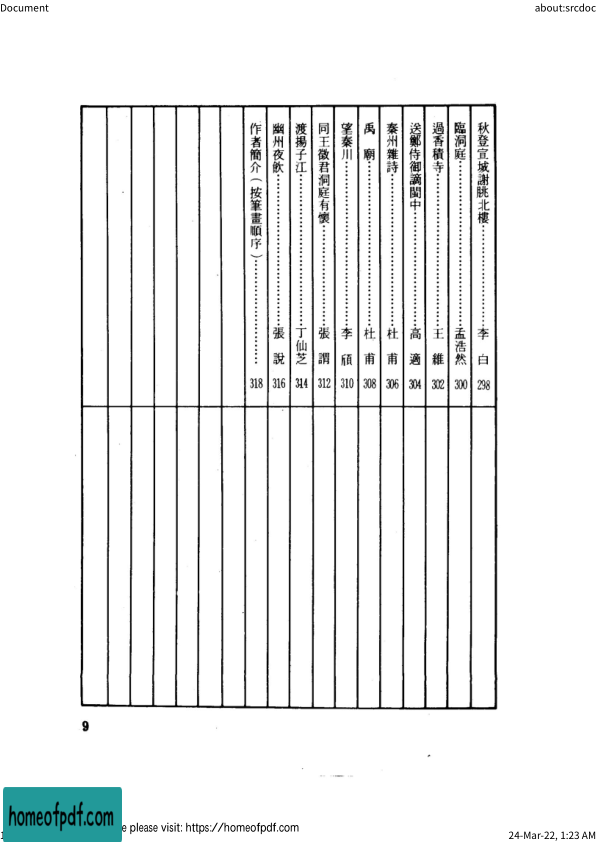 Document
about:srcdoc
秋登宣城謝朓北樓……………李　白 298
臨洞庭……………孟浩然 300
過香積寺……………王　維 302
送鄭侍御謫閩中……………高　適 304
秦州雜詩……………杜　甫 306
禹　廟……………杜　甫 308
望秦川……………李　頎 310
同王徵君洞庭有懷……………張　謂 312
渡揚子江……………丁仙芝 314
幽州夜飲……………張　說 316
作者簡介（按筆畫順序）…………… 318
9
homeofpdf.com
e please visit: https://homeofpdf.com
24-Mar-22, 1:23 AM